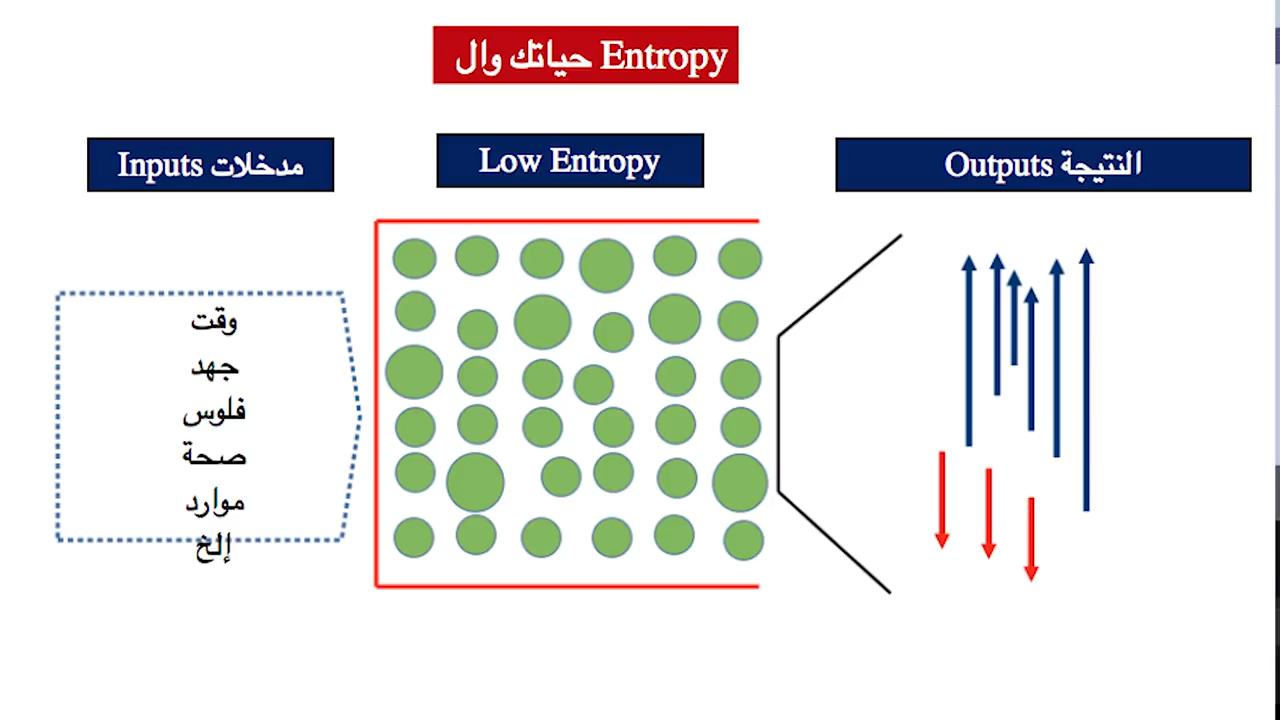 حياتك وال Entropy
مدخلات Inputs
Low Entropy
النتيجة Outputs
وقت
جهد
فلوس
صحة
موارد
إلخ